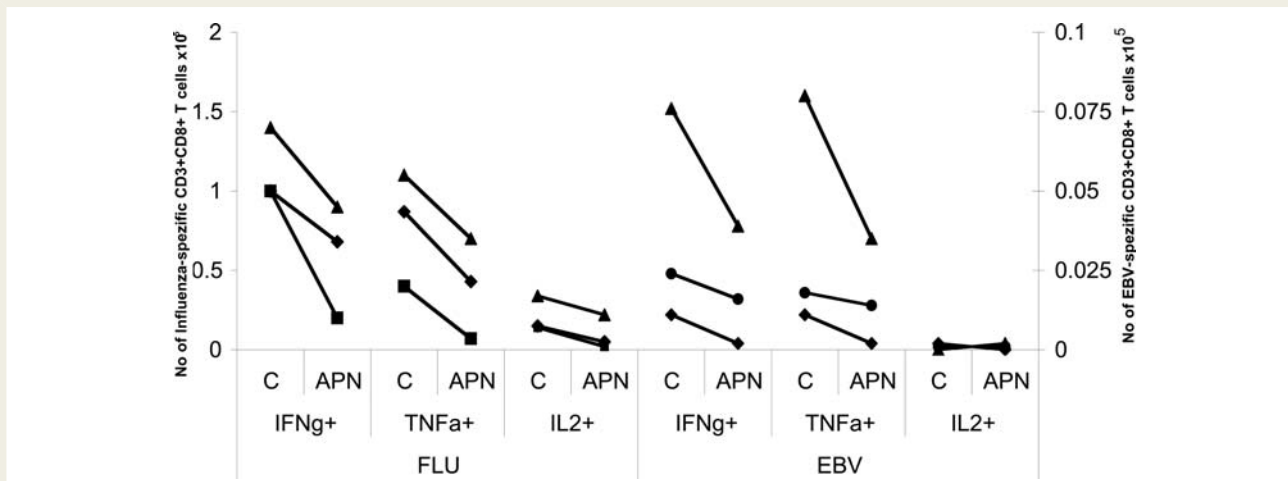 No of Influenza-spezific CD3+CD8+ T cells x10⁵
2
1.5
1
0.5
0
0.1
0.075
0.05
0.025
0
No of EBV-spezific CD3+CD8+ T cells x10⁵
C APN C APN C APN C APN C APN C APN
IFNg+ TNFa+ IL2+ IFNg+ TNFa+ IL2+
FLU EBV